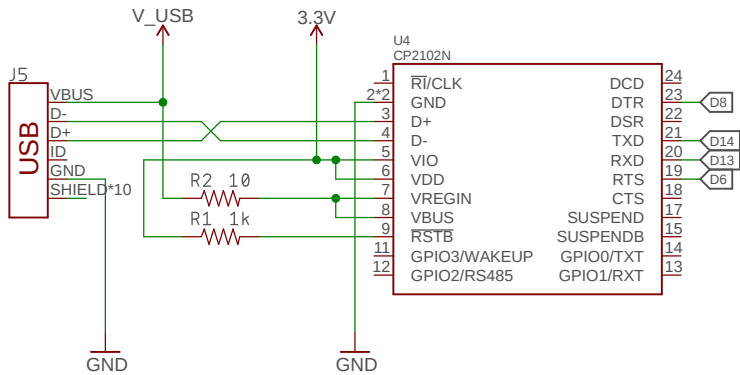 V_USB
3.3V
J5
USB
VBUS
D-
D+
ID
GND
SHIELD*10
GND
R2 10
R1 1k
GND
U4
CP2102N
1 RI/CLK DCD 24
2*2 GND DTR 23 D8
3 D+ DSR 22
4 D- TXD 21 D14
5 VIO RXD 20 D13
6 VDD RTS 19 D6
7 VREGIN CTS 18
8 VBUS SUSPEND 17
9 RSTB SUSPENDB 15
11 GPIO3/WAKEUP GPIO0/TXT 14
12 GPIO2/RS485 GPIO1/RXT 13